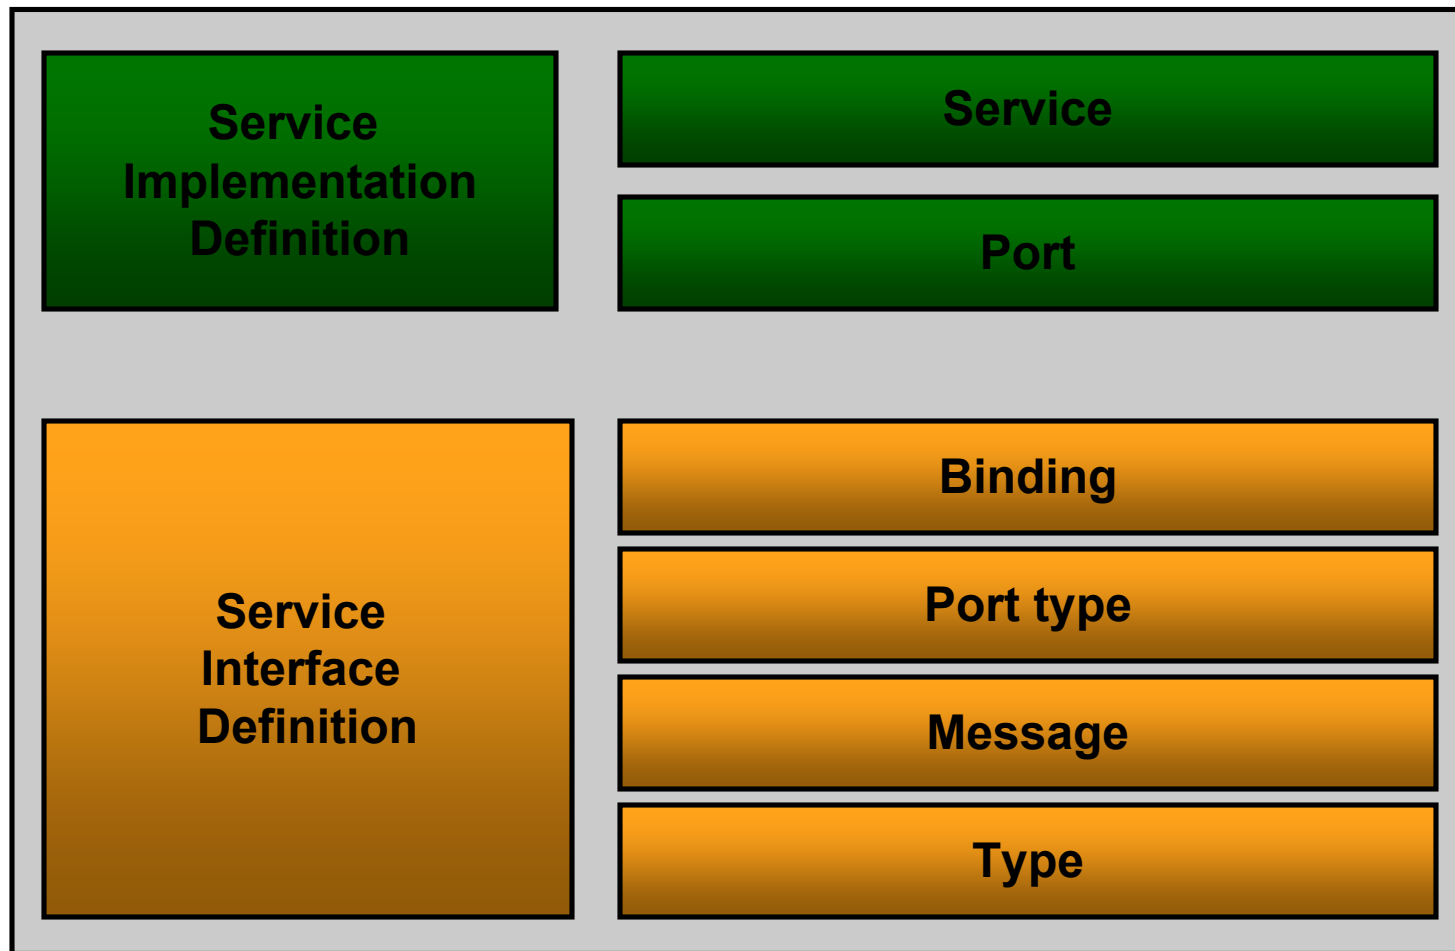 Service
Implementation
Definition
Service
Port
Service
Interface
Definition
Binding
Port type
Message
Type